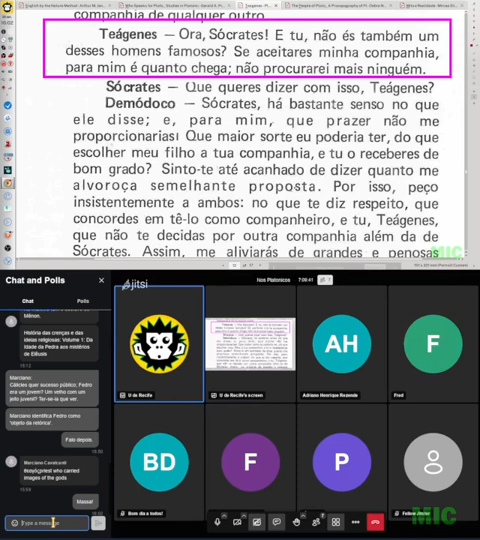 companhia de qualquer outro.
Teágenes — Ora, Sócrates! E tu, não és também um
desses homens famosos? Se aceitares minha companhia,
para mim é quanto chega; não procurarei mais ninguém.
Sócrates — Que queres dizer com isso, Teágenes?
Demódoco — Sócrates, há bastante senso no que
ele disse; e, para mim, que prazer não me
proporcionarias! Que maior sorte eu poderia ter, do que
escolher meu filho a tua companhia, e tu o receberes de
bom grado? Sinto-te até acanhado de dizer quanto me
alvoroça semelhante proposta. Por isso, peço
insistentemente a ambos: no que te diz respeito, que
concordes em tê-lo como companheiro, e tu, Teágenes,
que não te decidas por outra companhia além da de
Sócrates. Assim, me aliviarás de grandes e penosas
MIC
Chat and Polls
Chat
Polls
Mênon.
História das crenças e das
ideias religiosas: Volume 1: Da
Idade da Pedra aos mistérios
de Elêusis
Marciano:
Cálicles quer sucesso público. Fedro
era um jovem? Um velho com um
jeito juvenil? Ter-se-ia que ver.
Marciano identifica Fedro como
'objeto da retórica'.
Falo depois.
Marciano Cavalcanti
who carried
images of the gods
Massa!
Type a message
jitsi
Nos Platonicos
7:09:41
U de Recife
U de Recife's screen
AH
Adriano Henrique Rezende
F
Fred
BD
Bom dia a todos!
F
P
MIC